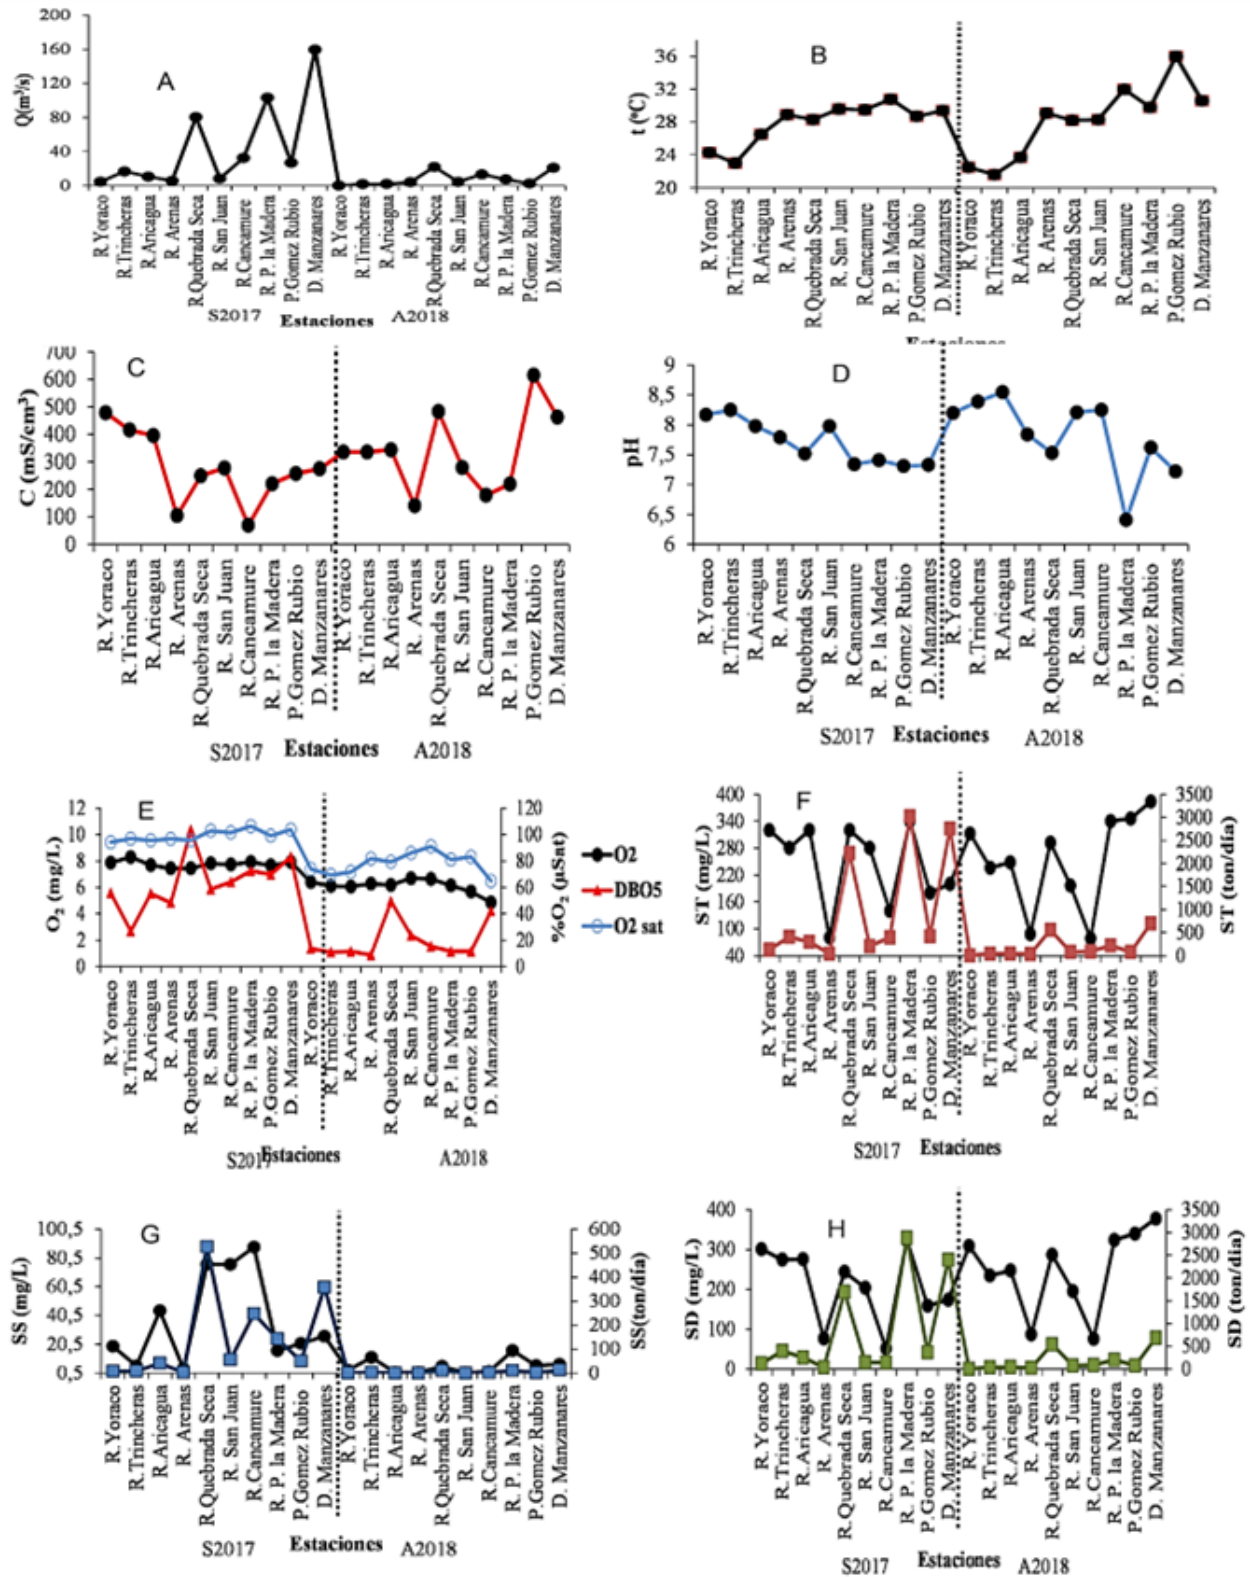 A
Q(m³/s)
200
160
120
80
40
0
R. Yoraco
R.Trincheras
R. Aricagua
R. Arenas
R.Quebrada Seca
R. San Juan
R.Cancamure
R. P. la Madera
P.Gomez Rubio
D. Manzanares
R. Yoraco
R. Trincheras
R. Aricagua
R. Arenas
R.Quebrada Seca
R. San Juan
R.Cancamure
R. P. la Madera
P.Gomez Rubio
D. Manzanares
S2017 Estaciones A2018
B
t (ºC)
36
32
28
24
20
R. Yoraco
R.Trincheras
R.Aricagua
R. Arenas
R.Quebrada Seca
R. San Juan
R.Cancamure
R. P. la Madera
P.Gomez Rubio
D. Manzanares
R. Yoraco
R. Trincheras
R. Aricagua
R. Arenas
R.Quebrada Seca
R. San Juan
R.Cancamure
R. P. la Madera
P.Gomez Rubio
D. Manzanares
Estaciones
C
C (mS/cm³)
700
600
500
400
300
200
100
0
R. Yoraco
R.Trincheras
R.Aricagua
R. Arenas
R.Quebrada Seca
R. San Juan
R.Cancamure
R. P. la Madera
P.Gomez Rubio
D. Manzanares
R. Yoraco
R. Trincheras
R. Aricagua
R. Arenas
R.Quebrada Seca
R. San Juan
R.Cancamure
R. P. la Madera
P.Gomez Rubio
D. Manzanares
S2017 Estaciones A2018
D
pH
9
8,5
8
7,5
7
6,5
6
R. Yoraco
R.Trincheras
R.Aricagua
R. Arenas
R.Quebrada Seca
R. San Juan
R.Cancamure
R. P. la Madera
P.Gomez Rubio
D. Manzanares
R. Yoraco
R. Trincheras
R. Aricagua
R. Arenas
R.Quebrada Seca
R. San Juan
R.Cancamure
R. P. la Madera
P.Gomez Rubio
D. Manzanares
S2017 Estaciones A2018
E
O₂ (mg/L)
12
10
8
6
4
2
0
120
100
80
60
40
20
0
%O₂ (µSat)
O2
DBO5
O2 sat
R. Yoraco
R.Trincheras
R.Aricagua
R. Arenas
R.Quebrada Seca
R. San Juan
R.Cancamure
R. P. la Madera
P.Gomez Rubio
D. Manzanares
R. Yoraco
R.Trincheras
R.Aricagua
R. Arenas
R.Quebrada Seca
R. San Juan
R.Cancamure
R. P. la Madera
P.Gomez Rubio
D. Manzanares
S2017 Estaciones A2018
F
ST (mg/L)
400
340
280
220
160
100
40
3500
3000
2500
2000
1500
1000
500
0
ST (ton/día)
R. Yoraco
R.Trincheras
R.Aricagua
R. Arenas
R.Quebrada Seca
R. San Juan
R.Cancamure
R. P. la Madera
P.Gomez Rubio
D. Manzanares
R. Yoraco
R. Trincheras
R. Aricagua
R. Arenas
R.Quebrada Seca
R. San Juan
R.Cancamure
R. P. la Madera
P.Gomez Rubio
D. Manzanares
S2017 Estaciones
G
SS (mg/L)
100,5
80,5
60,5
40,5
20,5
0,5
600
500
400
300
200
100
0
SS(ton/día)
R. Yoraco
R.Trincheras
R. Aricagua
R. Arenas
R.Quebrada Seca
R. San Juan
R.Cancamure
R. P. la Madera
P.Gomez Rubio
D. Manzanares
R. Yoraco
R. Trincheras
R. Aricagua
R. Arenas
R.Quebrada Seca
R. San Juan
R.Cancamure
R. P. la Madera
P.Gomez Rubio
D. Manzanares
S2017 Estaciones A2018
H
SD (mg/L)
400
300
200
100
0
3500
3000
2500
2000
1500
1000
500
0
SD (ton/día)
R. Yoraco
R.Trincheras
R.Aricagua
R. Arenas
R.Quebrada Seca
R. San Juan
R.Cancamure
R. P. la Madera
P.Gomez Rubio
D. Manzanares
R. Yoraco
R. Trincheras
R. Aricagua
R. Arenas
R.Quebrada Seca
R. San Juan
R.Cancamure
R. P. la Madera
P.Gomez Rubio
D. Manzanares
S2017 Estaciones A2018